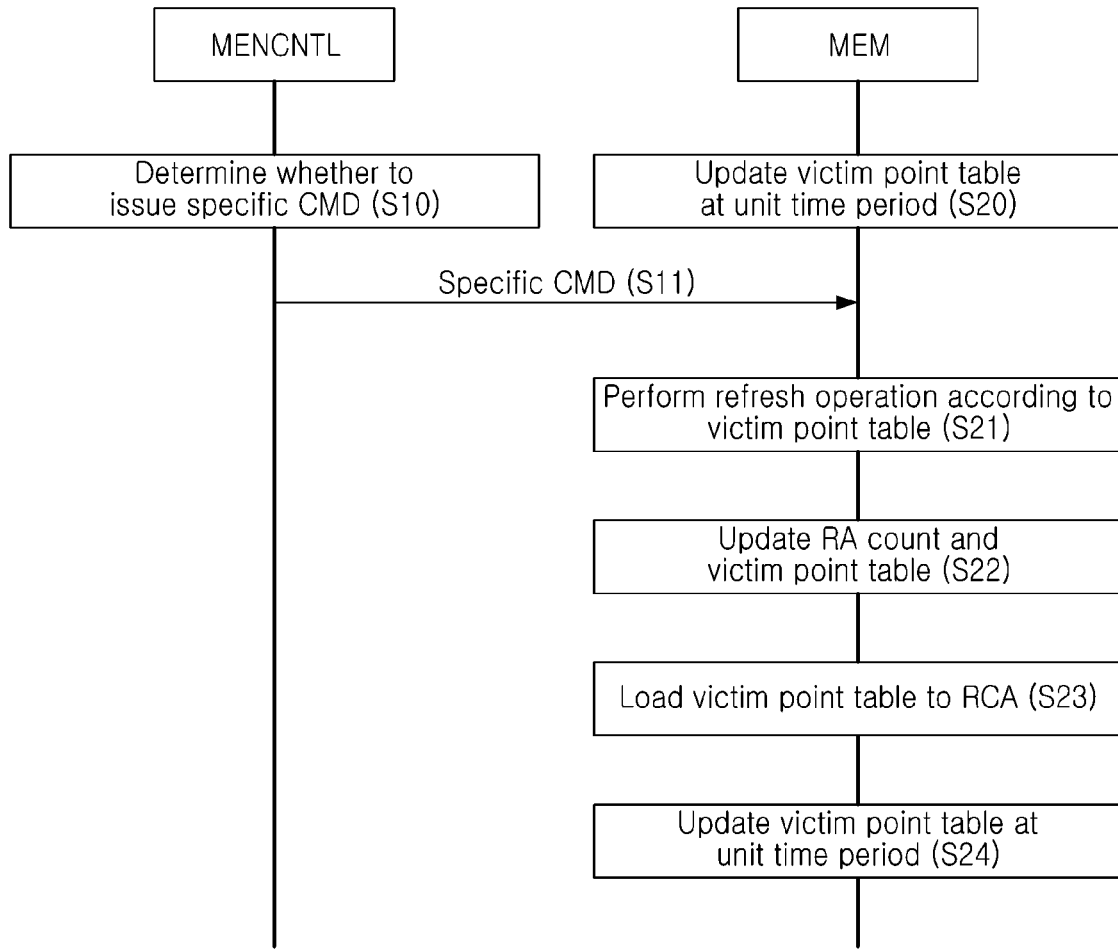 MENCNTL
MEM
Determine whether to
issue specific CMD (S10)
Update victim point table
at unit time period (S20)
Specific CMD (S11)
Perform refresh operation according to
victim point table (S21)
Update RA count and
victim point table (S22)
Load victim point table to RCA (S23)
Update victim point table at
unit time period (S24)